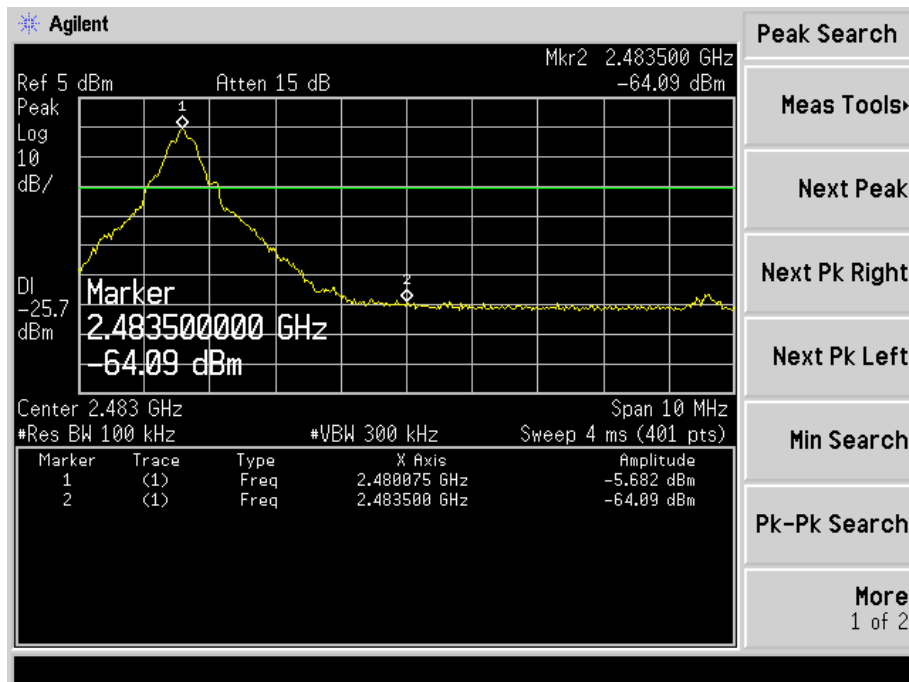 Agilent
Peak Search
Mkr2 2.483500 GHz
Ref 5 dBm Atten 15 dB -64.09 dBm
Peak
Log
10
dB/
1
2
DI
-25.7
dBm
Marker
2.483500000 GHz
-64.09 dBm
Center 2.483 GHz Span 10 MHz
#Res BW 100 kHz #VBW 300 kHz Sweep 4 ms (401 pts)
Marker Trace Type X Axis Amplitude
1 (1) Freq 2.480075 GHz -5.682 dBm
2 (1) Freq 2.483500 GHz -64.09 dBm
Meas Tools
Next Peak
Next Pk Right
Next Pk Left
Min Search
Pk-Pk Search
More
1 of 2